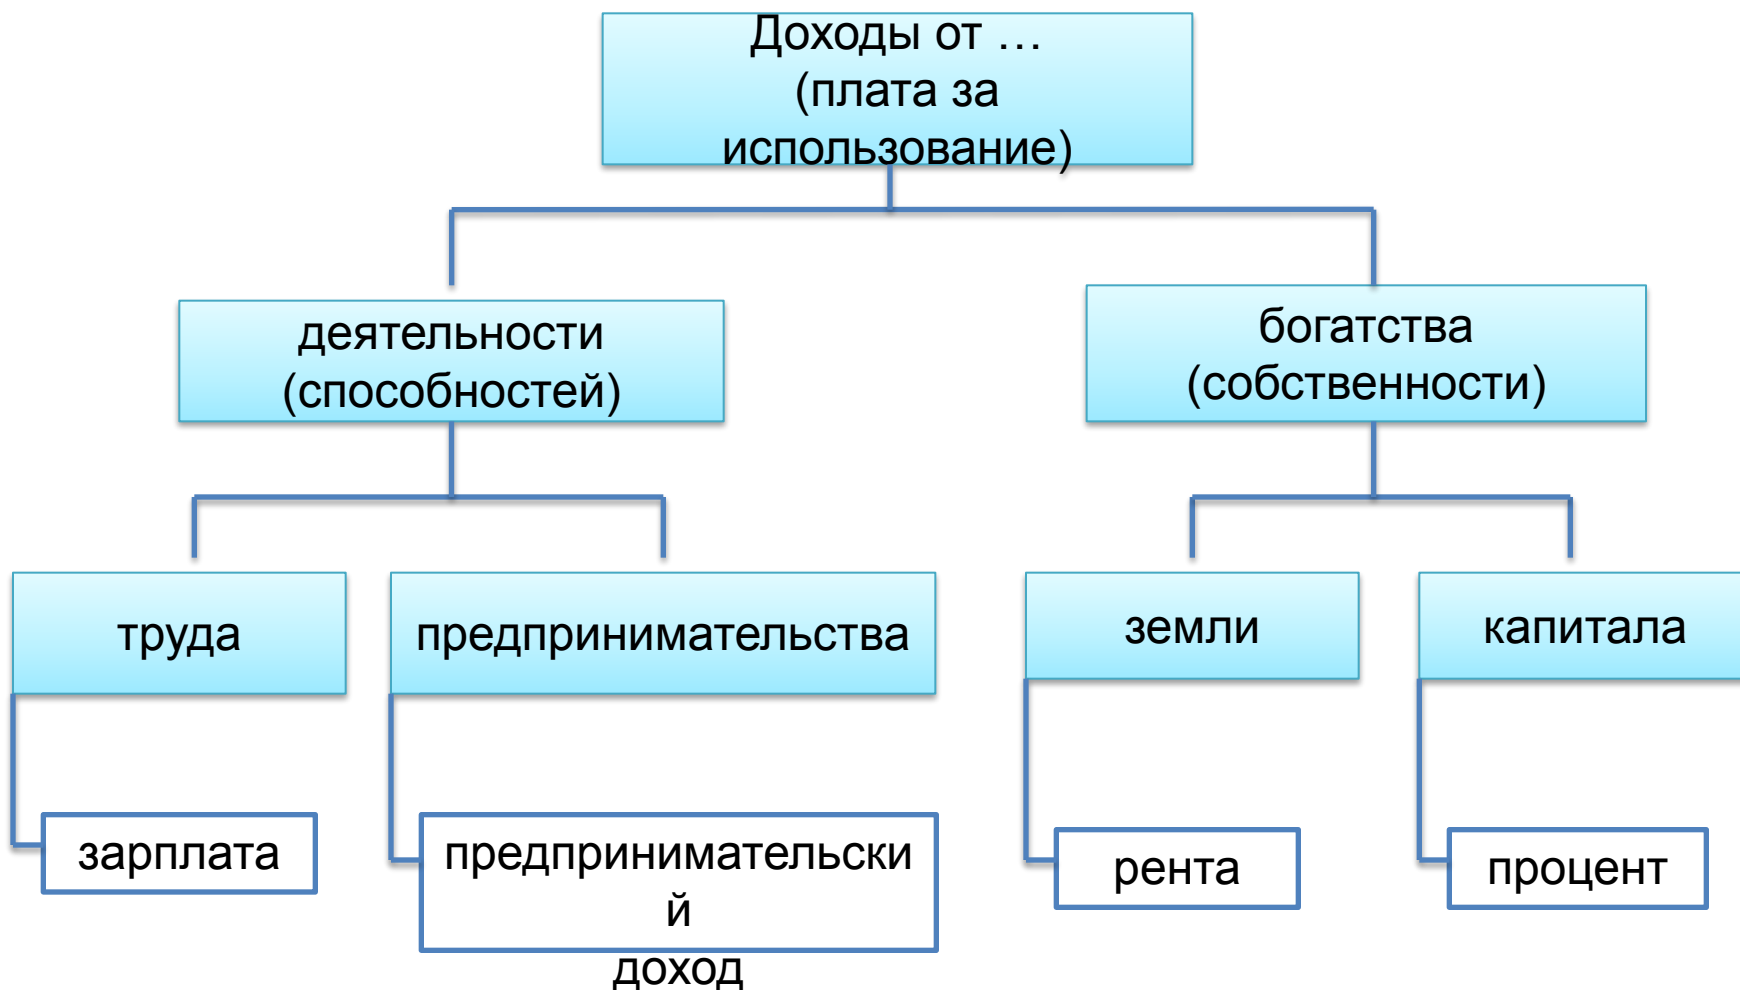 Доходы от …
(плата за
использование)
деятельности
(способностей)
богатства
(собственности)
труда
предпринимательства
земли
капитала
зарплата
предпринимательски
й
доход
рента
процент